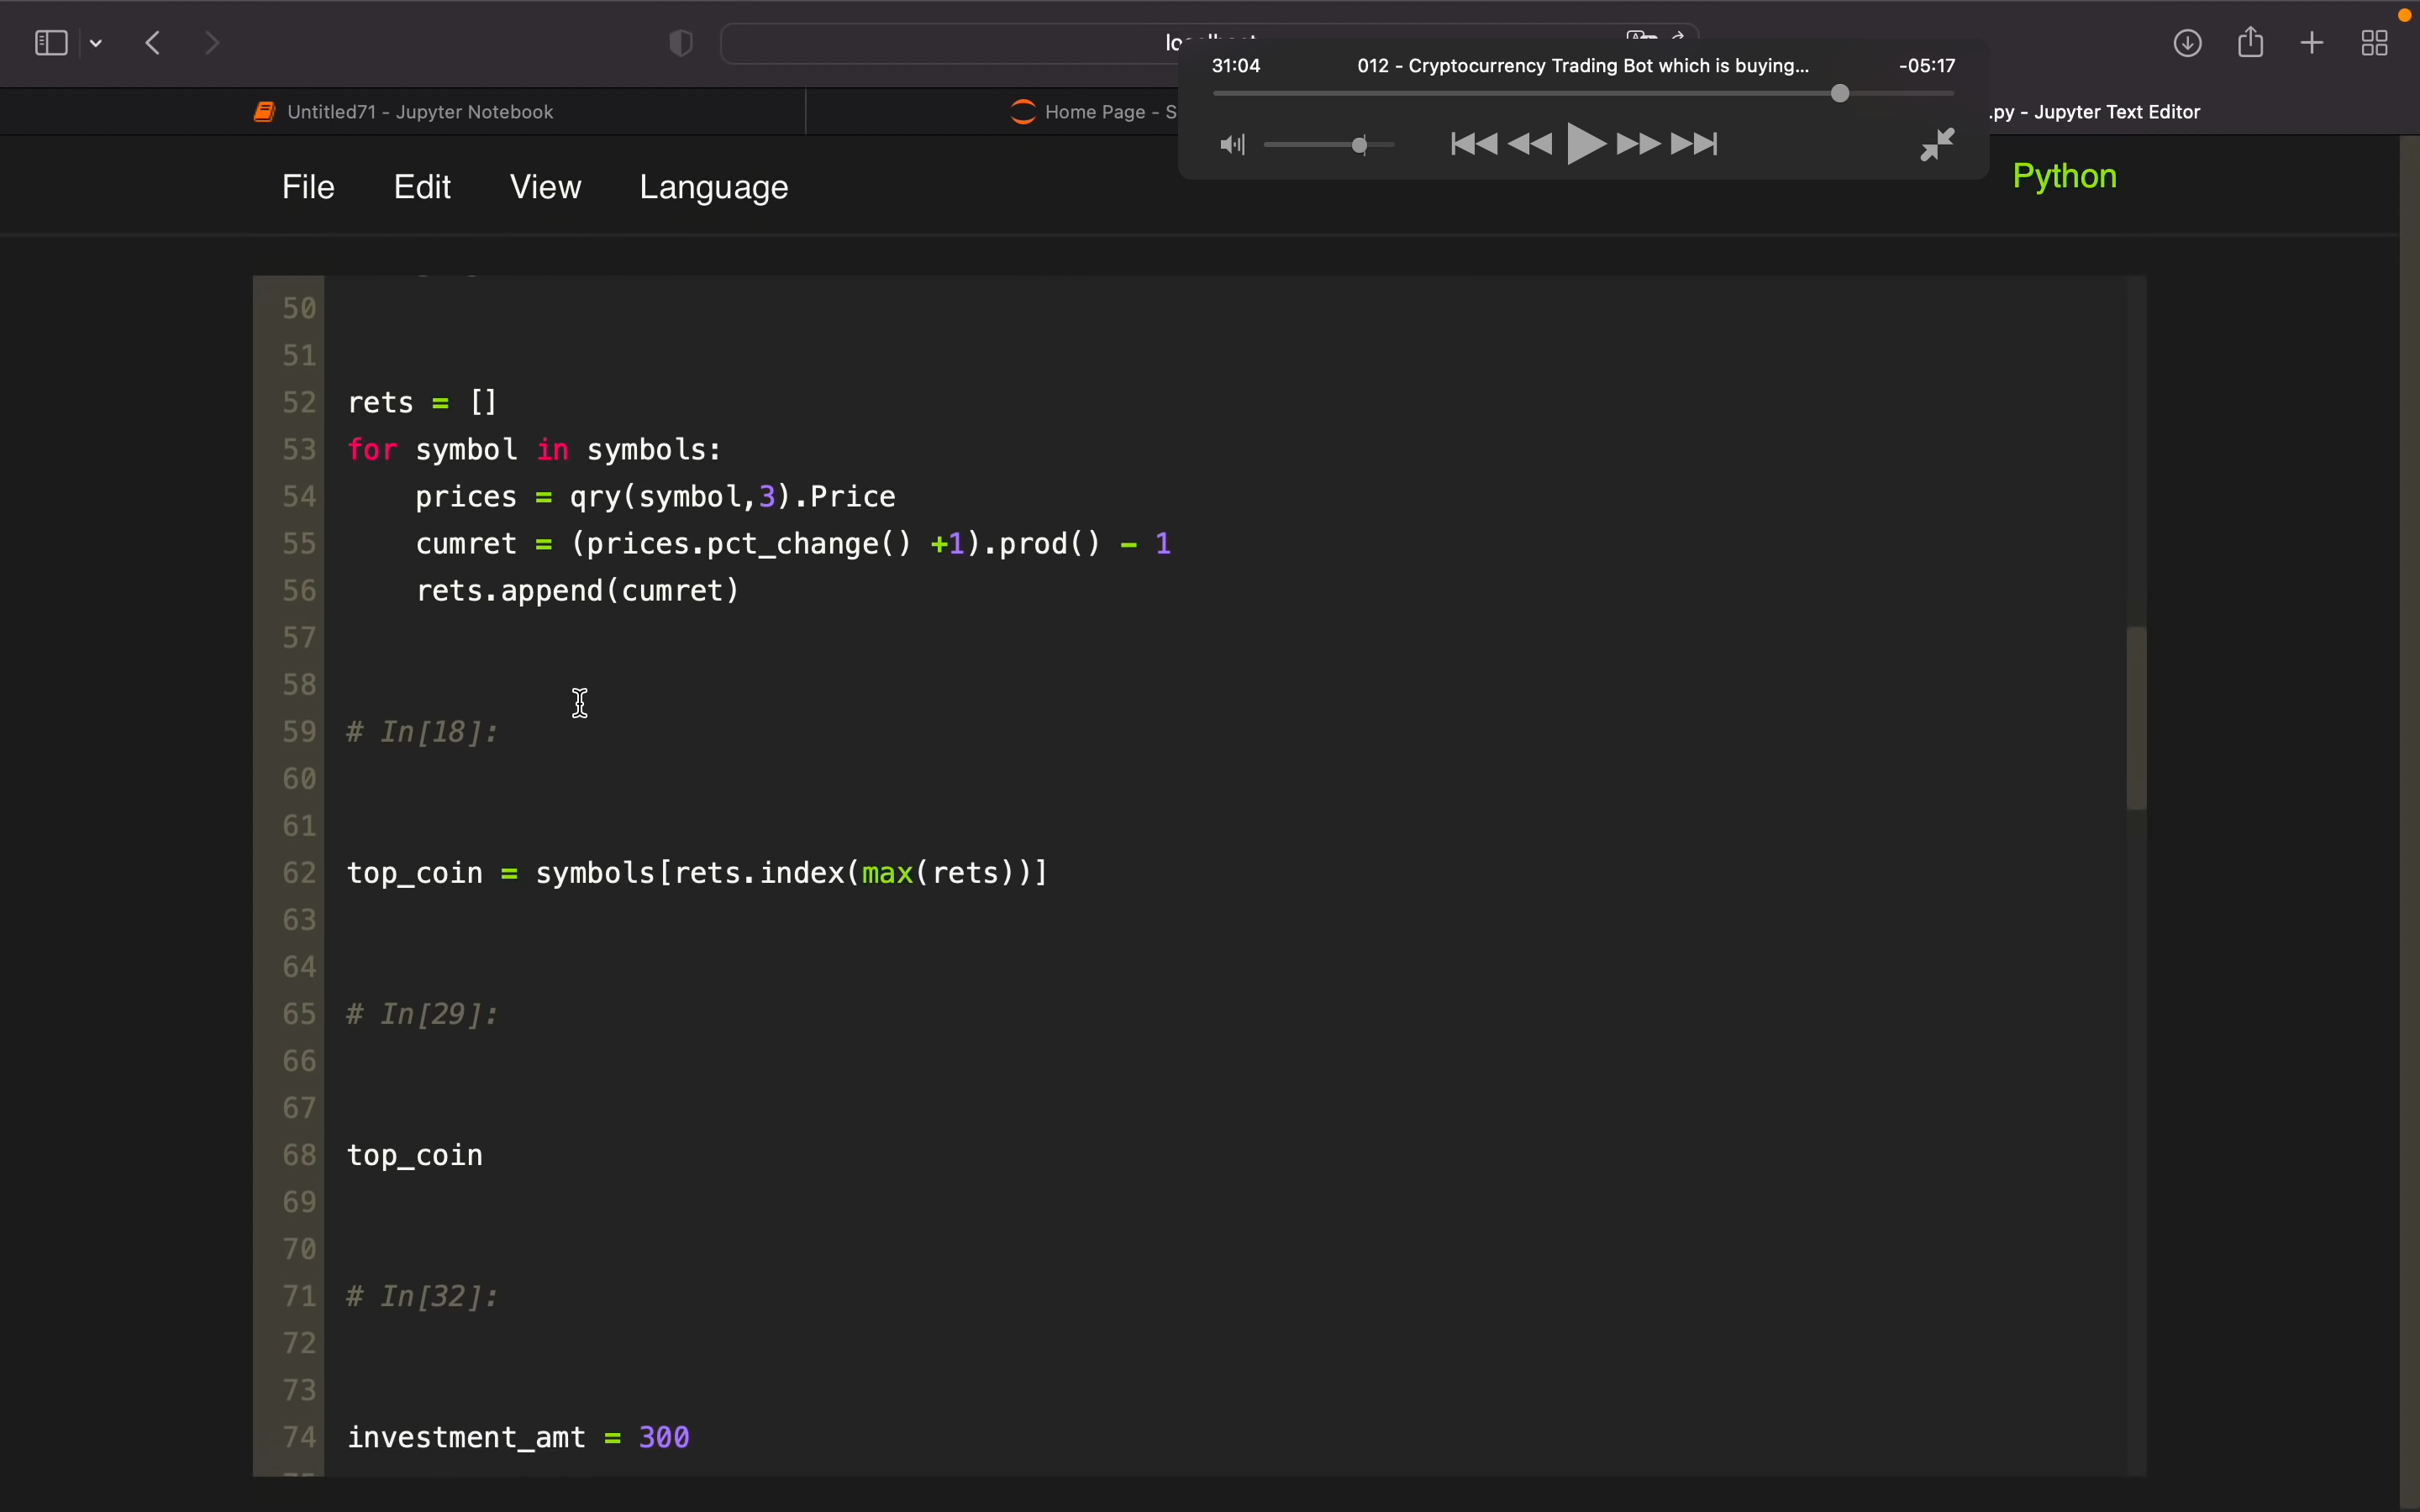 31:04
012 - Cryptocurrency Trading Bot which is buying...
-05:17
Untitled71 - Jupyter Notebook
Home Page - S
.py - Jupyter Text Editor
File Edit View Language
Python
50
51
52 rets = []
53 for symbol in symbols:
54     prices = qry(symbol,3).Price
55     cumret = (prices.pct_change() +1).prod() - 1
56     rets.append(cumret)
57
58
59 # In[18]:
60
61
62 top_coin = symbols[rets.index(max(rets))]
63
64
65 # In[29]:
66
67
68 top_coin
69
70
71 # In[32]:
72
73
74 investment_amt = 300